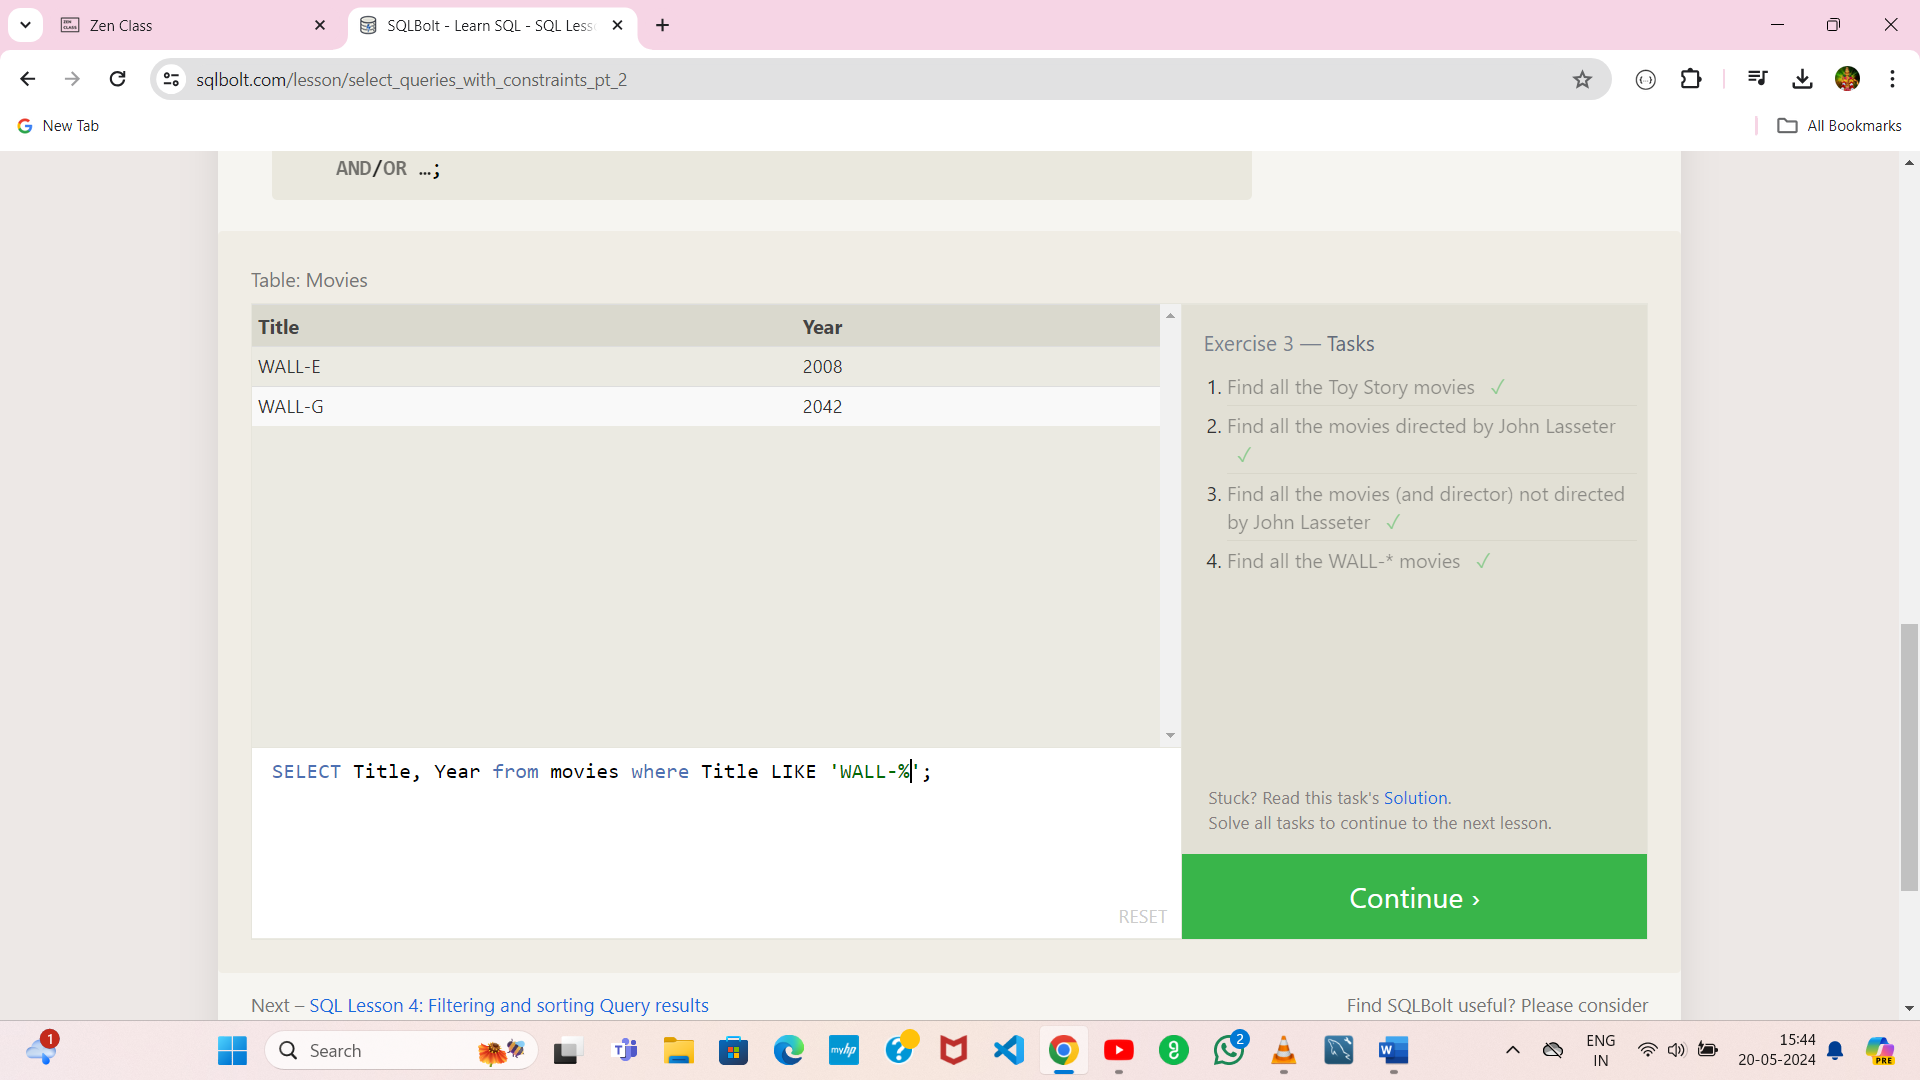 Zen Class
SQLBolt - Learn SQL - SQL Less
sqlbolt.com/lesson/select_queries_with_constraints_pt_2
New Tab
All Bookmarks
AND/OR …;
Table: Movies
Title Year
WALL-E 2008
WALL-G 2042
Exercise 3 — Tasks
1. Find all the Toy Story movies ✓
2. Find all the movies directed by John Lasseter
✓
3. Find all the movies (and director) not directed
by John Lasseter ✓
4. Find all the WALL-* movies ✓
SELECT Title, Year from movies where Title LIKE 'WALL-%';
RESET
Stuck? Read this task's Solution.
Solve all tasks to continue to the next lesson.
Continue ›
Next – SQL Lesson 4: Filtering and sorting Query results
Find SQLBolt useful? Please consider
1
Search
myhp
2
ENG
IN
15:44
20-05-2024
PRE